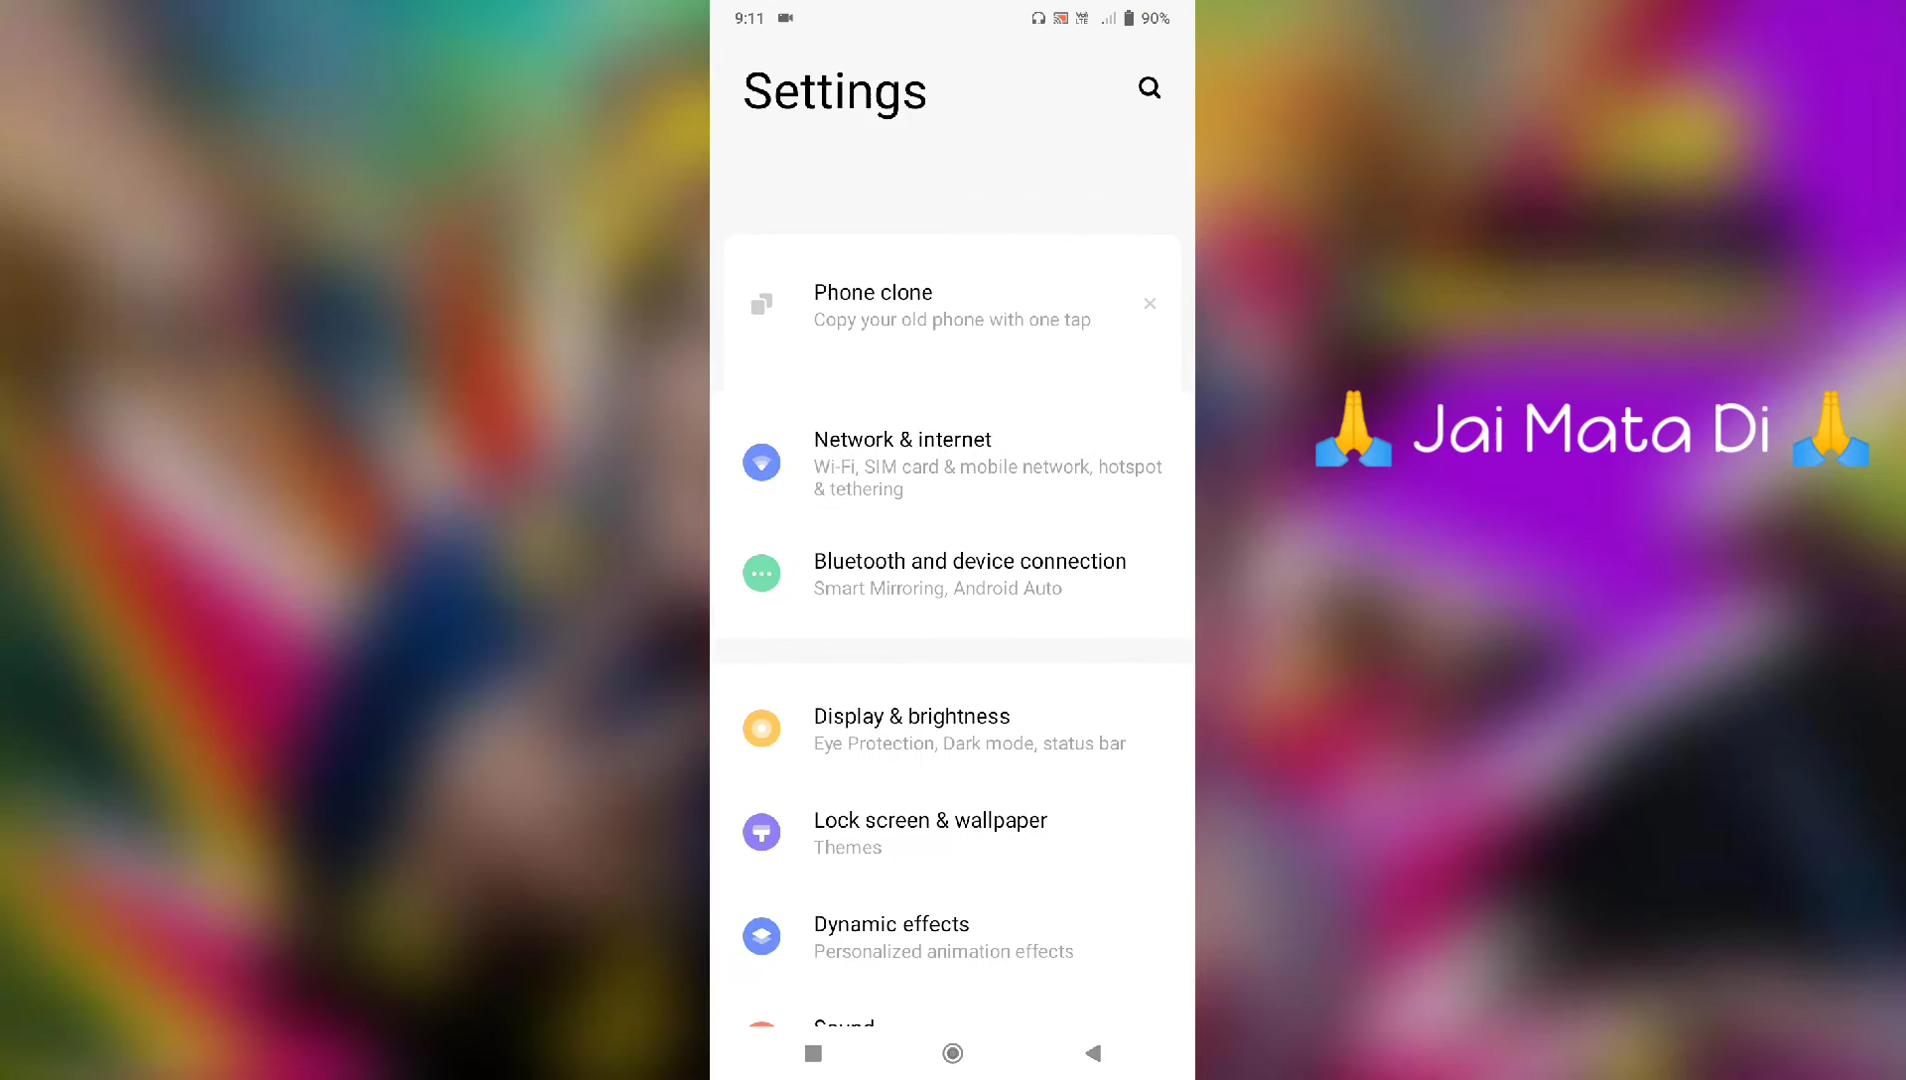 9:11
90%
Settings
Phone clone
Copy your old phone with one tap
Network & internet
Wi-Fi, SIM card & mobile network, hotspot
& tethering
Bluetooth and device connection
Smart Mirroring, Android Auto
Display & brightness
Eye Protection, Dark mode, status bar
Lock screen & wallpaper
Themes
Dynamic effects
Personalized animation effects
Sound
🙏 Jai Mata Di 🙏